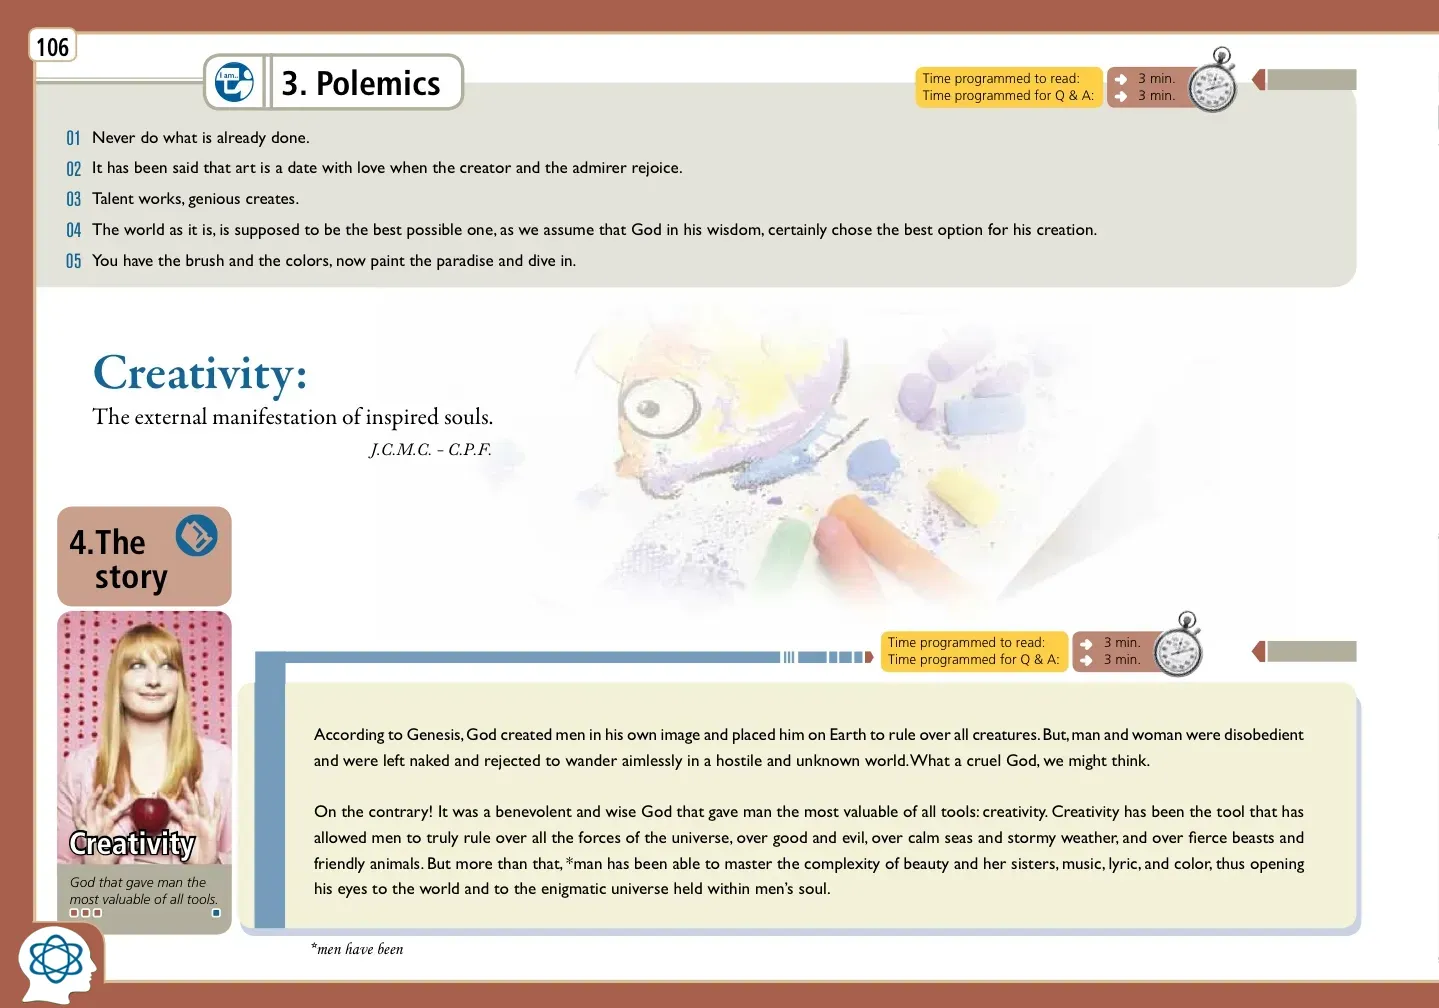 106
I am...
3. Polemics
Time programmed to read: 3 min.
Time programmed for Q & A: 3 min.
01 Never do what is already done.
02 It has been said that art is a date with love when the creator and the admirer rejoice.
03 Talent works, genious creates.
04 The world as it is, is supposed to be the best possible one, as we assume that God in his wisdom, certainly chose the best option for his creation.
05 You have the brush and the colors, now paint the paradise and dive in.
Creativity:
The external manifestation of inspired souls.
J.C.M.C. - C.P.F.
4.The
story
Time programmed to read: 3 min.
Time programmed for Q & A: 3 min.
According to Genesis, God created men in his own image and placed him on Earth to rule over all creatures. But, man and woman were disobedient
and were left naked and rejected to wander aimlessly in a hostile and unknown world. What a cruel God, we might think.
On the contrary! It was a benevolent and wise God that gave man the most valuable of all tools: creativity. Creativity has been the tool that has
allowed men to truly rule over all the forces of the universe, over good and evil, over calm seas and stormy weather, and over fierce beasts and
friendly animals. But more than that, *man has been able to master the complexity of beauty and her sisters, music, lyric, and color, thus opening
his eyes to the world and to the enigmatic universe held within men's soul.
Creativity
God that gave man the
most valuable of all tools.
*men have been